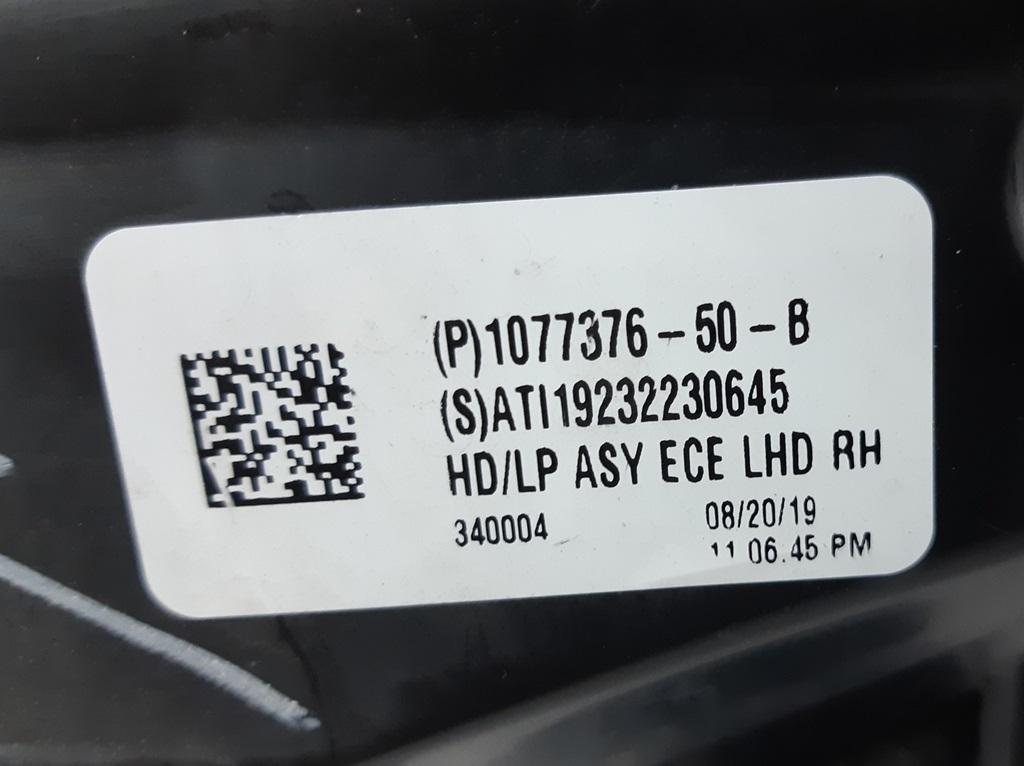 (P)1077376-50-B
(S)ATI19232230645
HD/LP ASY ECE LHD RH
340004 08/20/19
11 06.45 PM